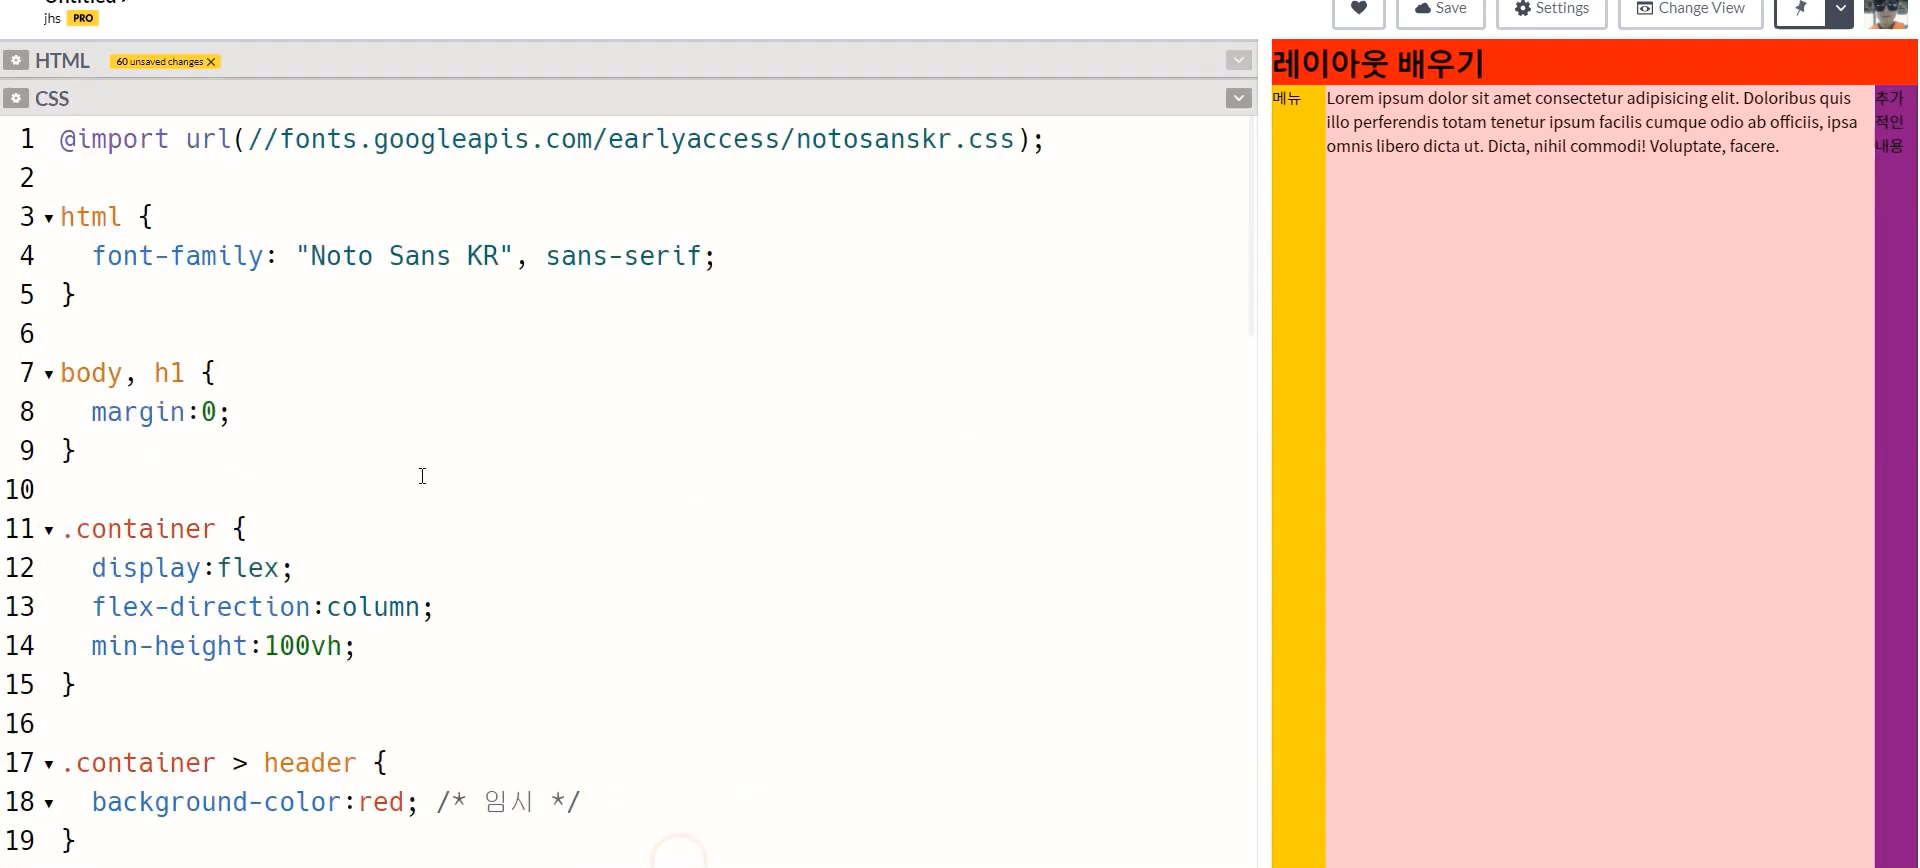 Untitled
jhs PRO
Save
Settings
Change View
HTML 60 unsaved changes X
CSS
1 @import url(//fonts.googleapis.com/earlyaccess/notosanskr.css);
2
3 html {
4 font-family: "Noto Sans KR", sans-serif;
5 }
6
7 body, h1 {
8 margin:0;
9 }
10
11 .container {
12 display:flex;
13 flex-direction:column;
14 min-height:100vh;
15 }
16
17 .container > header {
18 background-color:red; /* 임시 */
19 }
레이아웃 배우기
메뉴
Lorem ipsum dolor sit amet consectetur adipisicing elit. Doloribus quis
illo perferendis totam tenetur ipsum facilis cumque odio ab officiis, ipsa
omnis libero dicta ut. Dicta, nihil commodi! Voluptate, facere.
추가
적인
내용